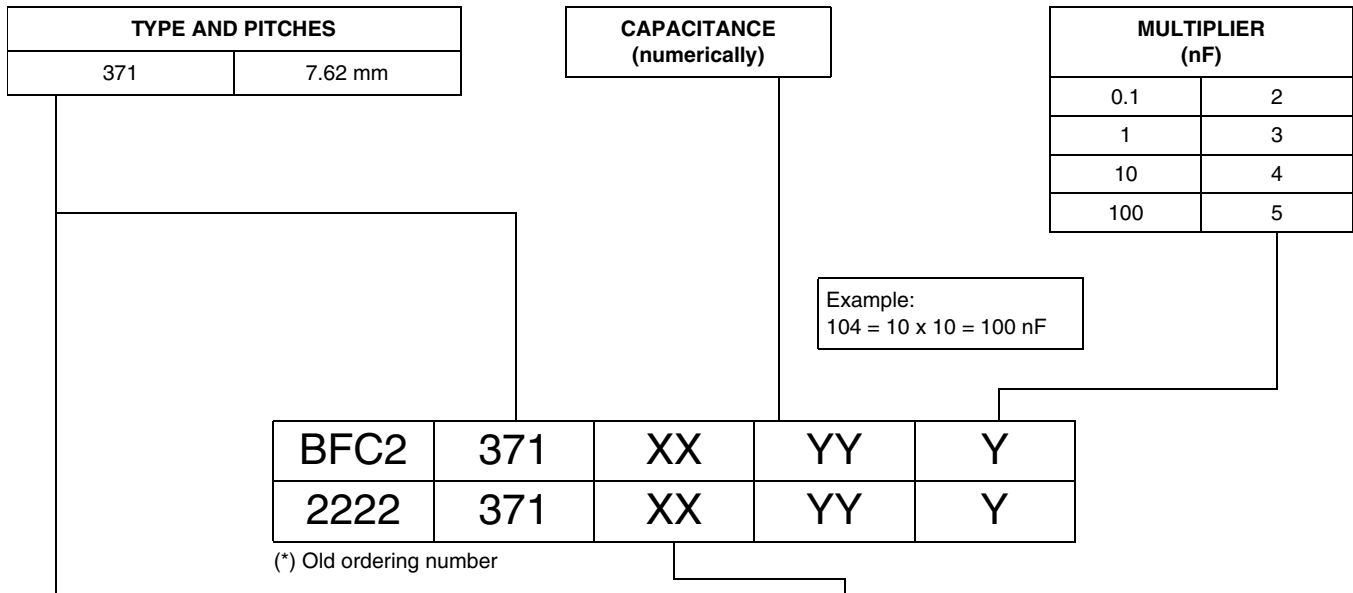 TYPE AND PITCHES
371 7.62 mm
CAPACITANCE
(numerically)
MULTIPLIER
(nF)
0.1 2
1 3
10 4
100 5
Example:
104 = 10 x 10 = 100 nF
BFC2 371 XX YY Y
2222 371 XX YY Y
(*) Old ordering number